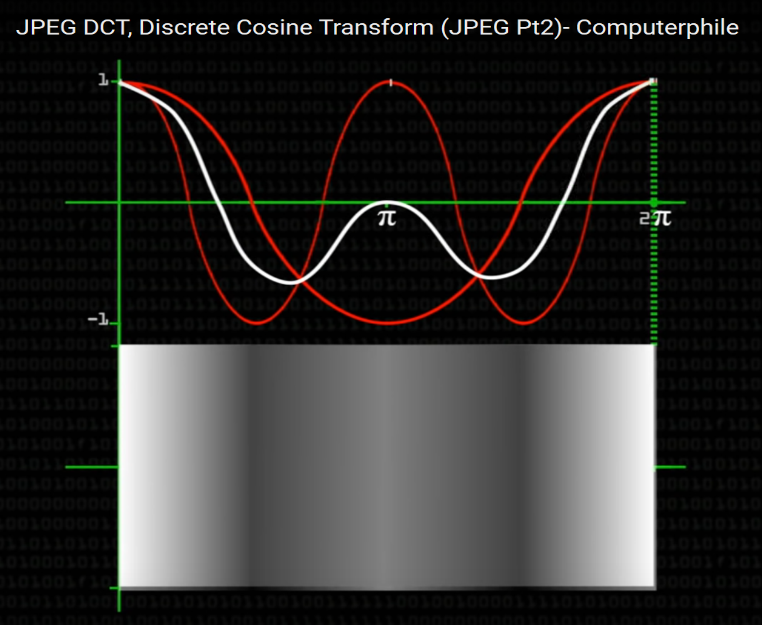 JPEG DCT, Discrete Cosine Transform (JPEG Pt2)- Computerphile
1
π
2π
-1